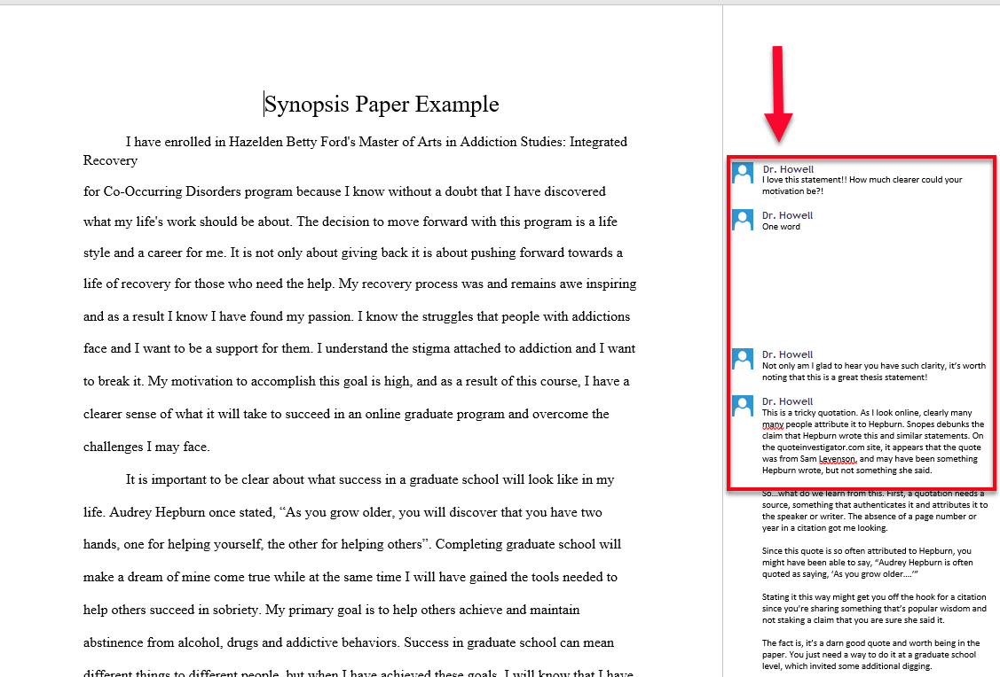 Synopsis Paper Example
I have enrolled in Hazelden Betty Ford's Master of Arts in Addiction Studies: Integrated
Recovery
for Co-Occurring Disorders program because I know without a doubt that I have discovered
what my life's work should be about. The decision to move forward with this program is a life
style and a career for me. It is not only about giving back it is about pushing forward towards a
life of recovery for those who need the help. My recovery process was and remains awe inspiring
and as a result I know I have found my passion. I know the struggles that people with addictions
face and I want to be a support for them. I understand the stigma attached to addiction and I want
to break it. My motivation to accomplish this goal is high, and as a result of this course, I have a
clearer sense of what it will take to succeed in an online graduate program and overcome the
challenges I may face.
It is important to be clear about what success in a graduate school will look like in my
life. Audrey Hepburn once stated, “As you grow older, you will discover that you have two
hands, one for helping yourself, the other for helping others”. Completing graduate school will
make a dream of mine come true while at the same time I will have gained the tools needed to
help others succeed in sobriety. My primary goal is to help others achieve and maintain
abstinence from alcohol, drugs and addictive behaviors. Success in graduate school can mean
different things to different people, but when I have achieved these goals, I will know that I have
Dr. Howell
I love this statement!! How much clearer could your
motivation be?!
Dr. Howell
One word
Dr. Howell
Not only am I glad to hear you have such clarity, it’s worth
noting that this is a great thesis statement!
Dr. Howell
This is a tricky quotation. As I look online, clearly many
many people attribute it to Hepburn. Snopes debunks the
claim that Hepburn wrote this and similar statements. On
the quoteinvestigator.com site, it appears that the quote
was from Sam Levenson, and may have been something
Hepburn wrote, but not something she said.
So…what do we learn from this. First, a quotation needs a
source, something that authenticates it and attributes it to
the speaker or writer. The absence of a page number or
year in a citation got me looking.
Since this quote is so often attributed to Hepburn, you
might have been able to say, “Audrey Hepburn is often
quoted as saying, ‘As you grow older….’”
Stating it this way might get you off the hook for a citation
since you’re sharing something that’s popular wisdom and
not staking a claim that you are sure she said it.
The fact is, it’s a darn good quote and worth being in the
paper. You just need a way to do it at a graduate school
level, which invited some additional digging.